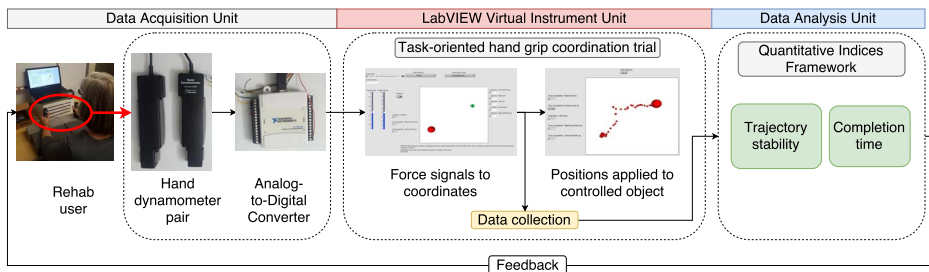 Data Acquisition Unit
LabVIEW Virtual Instrument Unit
Data Analysis Unit
Task-oriented hand grip coordination trial
Quantitative Indices
Framework
Rehab
user
Hand
dynamometer
pair
Analog-
to-Digital
Converter
Force signals to
coordinates
Positions applied to
controlled object
Data collection
Trajectory
stability
Completion
time
Feedback